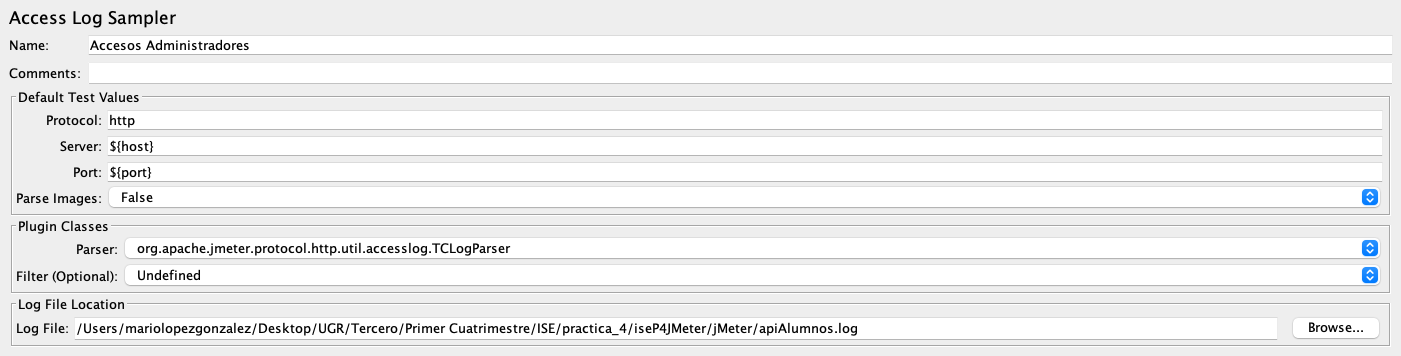 Access Log Sampler
Name: Accesos Administradores
Comments:
Default Test Values
Protocol: http
Server: ${host}
Port: ${port}
Parse Images: False
Plugin Classes
Parser: org.apache.jmeter.protocol.http.util.accesslog.TCLogParser
Filter (Optional): Undefined
Log File Location
Log File: /Users/mariolopezgonzalez/Desktop/UGR/Tercero/Primer Cuatrimestre/ISE/practica_4/iseP4JMeter/jMeter/apiAlumnos.log Browse...